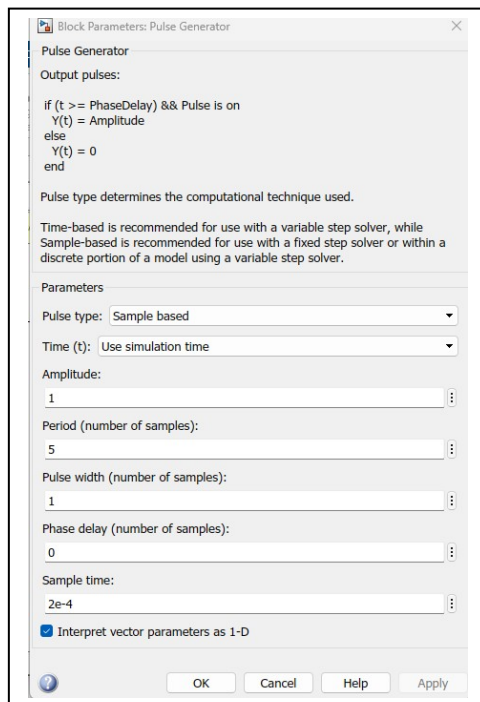 Block Parameters: Pulse Generator
Pulse Generator
Output pulses:
if (t >= PhaseDelay) && Pulse is on
Y(t) = Amplitude
else
Y(t) = 0
end
Pulse type determines the computational technique used.
Time-based is recommended for use with a variable step solver, while
Sample-based is recommended for use with a fixed step solver or within a
discrete portion of a model using a variable step solver.
Parameters
Pulse type: Sample based
Time (t): Use simulation time
Amplitude:
1
Period (number of samples):
5
Pulse width (number of samples):
1
Phase delay (number of samples):
0
Sample time:
2e-4
Interpret vector parameters as 1-D
? OK Cancel Help Apply